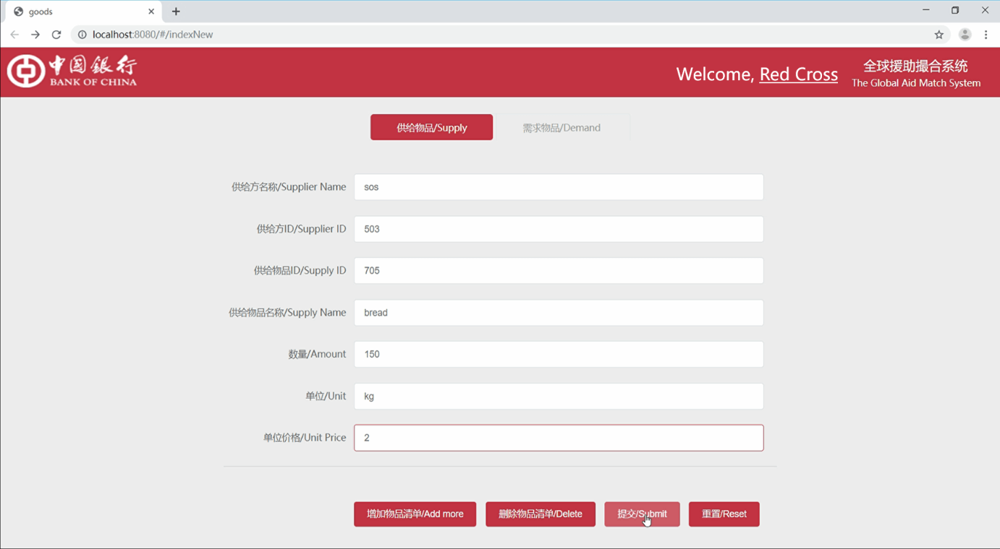 goods
localhost:8080/#/indexNew
中国银行
BANK OF CHINA
Welcome, Red Cross
全球援助撮合系统
The Global Aid Match System
供给物品/Supply
需求物品/Demand
供给方名称/Supplier Name
sos
供给方ID/Supplier ID
503
供给物品ID/Supply ID
705
供给物品名称/Supply Name
bread
数量/Amount
150
单位/Unit
kg
单位价格/Unit Price
2
增加物品清单/Add more
删除物品清单/Delete
提交/Submit
重置/Reset